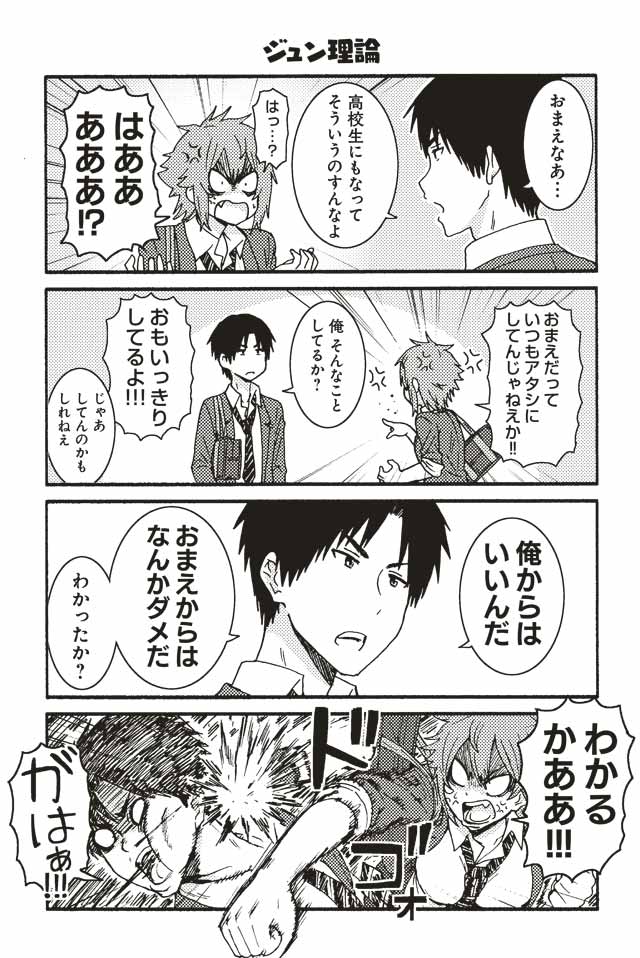 ジュン理論
おまえなあ…
高校生にもなって
そういうのすんなよ
はっ…?
はああ
あああ!?
おまえだって
いつもアタシに
してんじゃねえか!!
俺 そんなこと
してるか?
おもいっきり
してるよ!!!
じゃあ
してんのかも
しれねえ
俺からは
いいんだ
おまえからは
なんかダメだ
わかったか?
わかる
かああ!!!
ドゴォ
がはぁ!!!